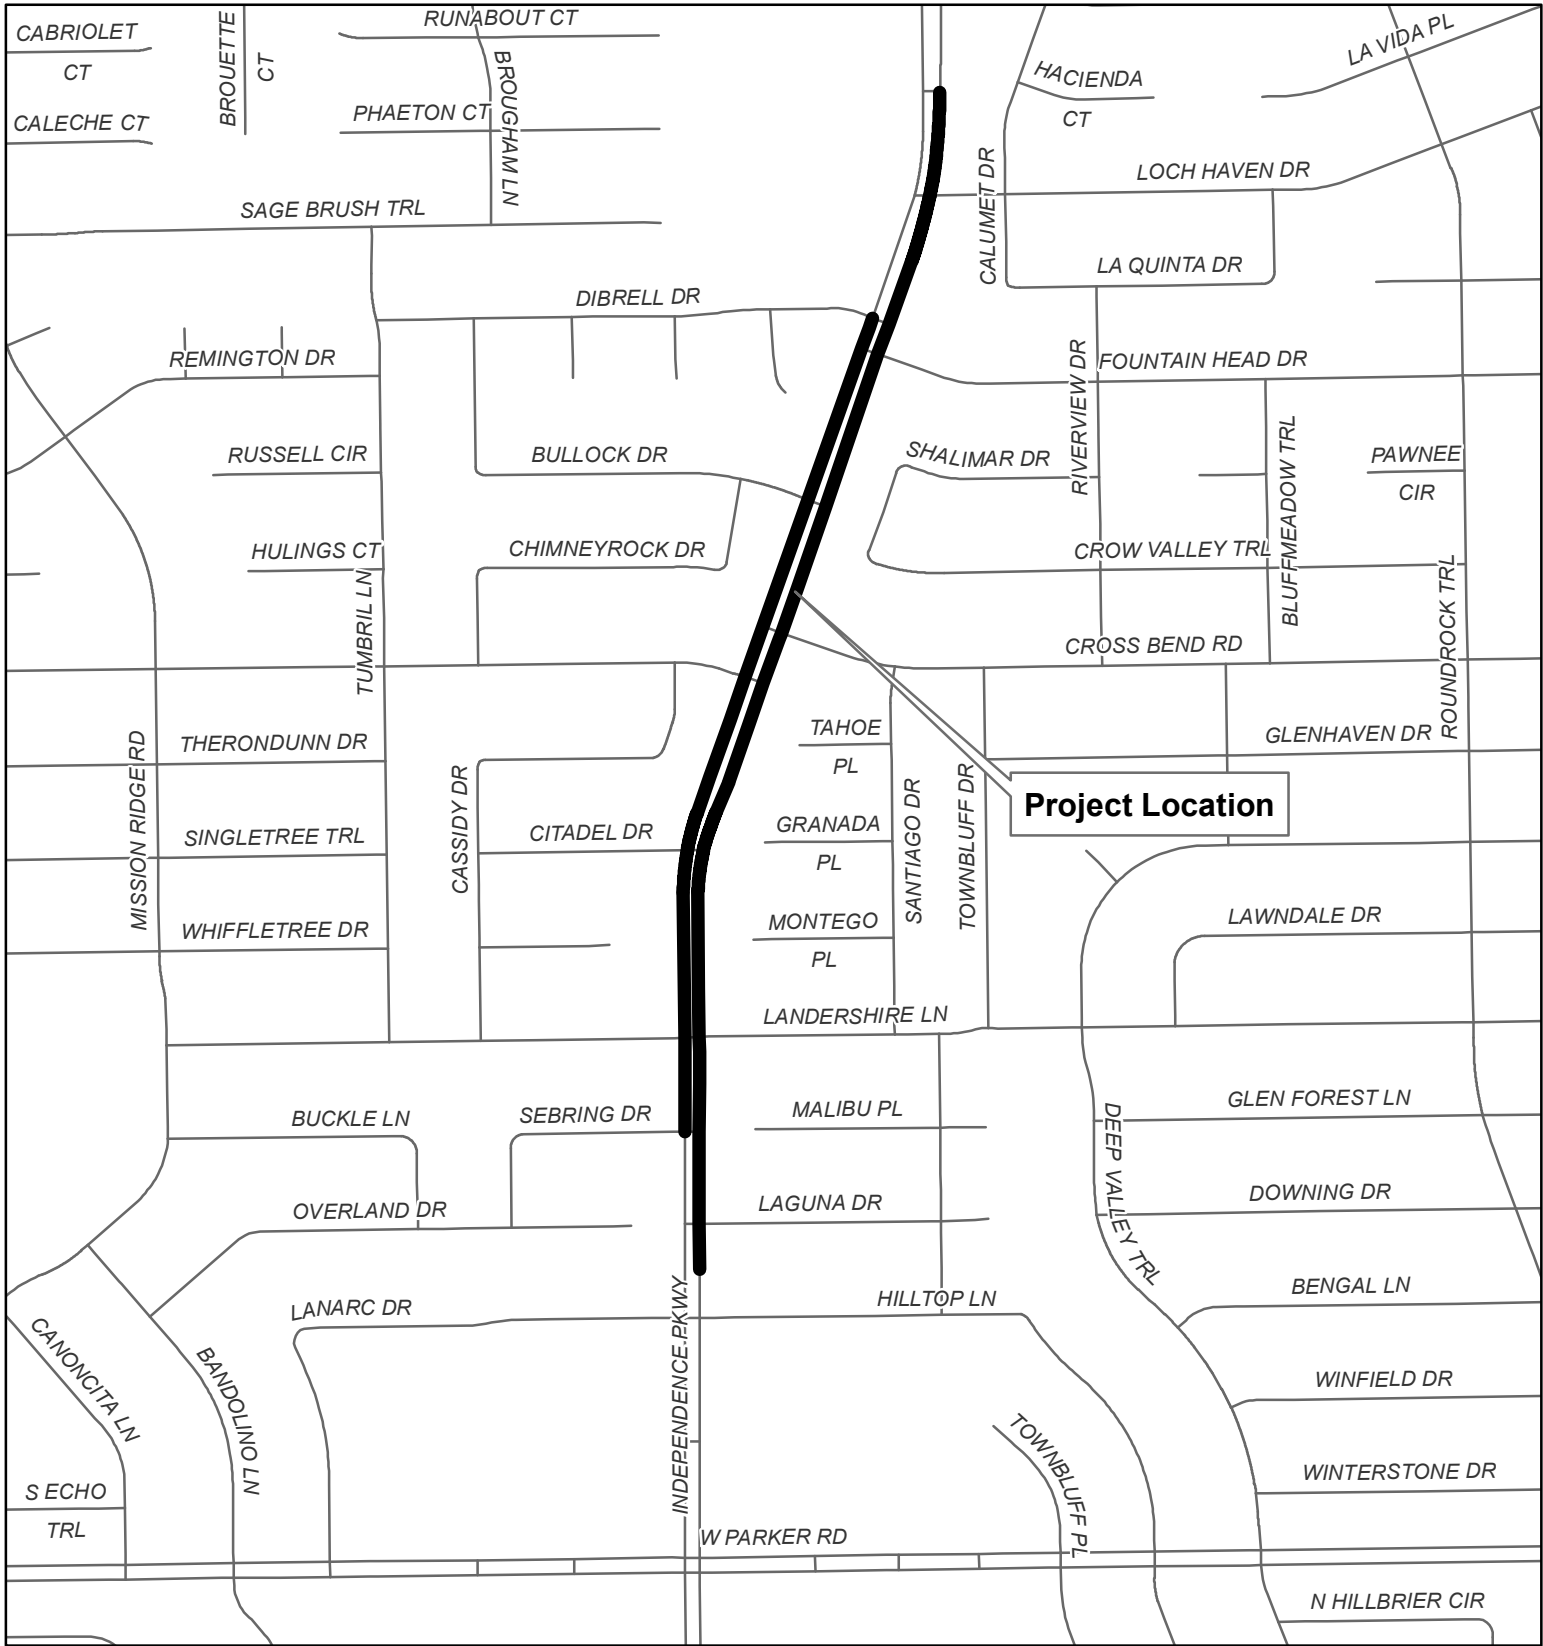 RUNABOUT CT
CABRIOLET
CT
BROUETTE
CT
BROUGHAM LN
HACIENDA
CT
LA VIDA PL
CALECHE CT
PHAETON CT
CALUMET DR
LOCH HAVEN DR
SAGE BRUSH TRL
LA QUINTA DR
DIBRELL DR
REMINGTON DR
RIVERVIEW DR
FOUNTAIN HEAD DR
RUSSELL CIR
BULLOCK DR
SHALIMAR DR
BLUFFMEADOW TRL
PAWNEE
CIR
HULINGS CT
CHIMNEYROCK DR
CROW VALLEY TRL
TUMBRIL LN
ROUNDROCK TRL
CROSS BEND RD
THERONDUNN DR
TAHOE
PL
GLENHAVEN DR
MISSION RIDGE RD
CASSIDY DR
SANTIAGO DR
TOWNBLUFF DR
Project Location
SINGLETREE TRL
CITADEL DR
GRANADA
PL
WHIFFLETREE DR
MONTEGO
PL
LAWNDALE DR
LANDERSHIRE LN
BUCKLE LN
SEBRING DR
MALIBU PL
DEEP VALLEY TRL
GLEN FOREST LN
OVERLAND DR
LAGUNA DR
DOWNING DR
LANARC DR
INDEPENDENCE PKWY
HILLTOP LN
BENGAL LN
CANONCITA LN
BANDOLINO LN
WINFIELD DR
TOWNBLUFF PL
S ECHO
TRL
WINTERSTONE DR
W PARKER RD
N HILLBRIER CIR